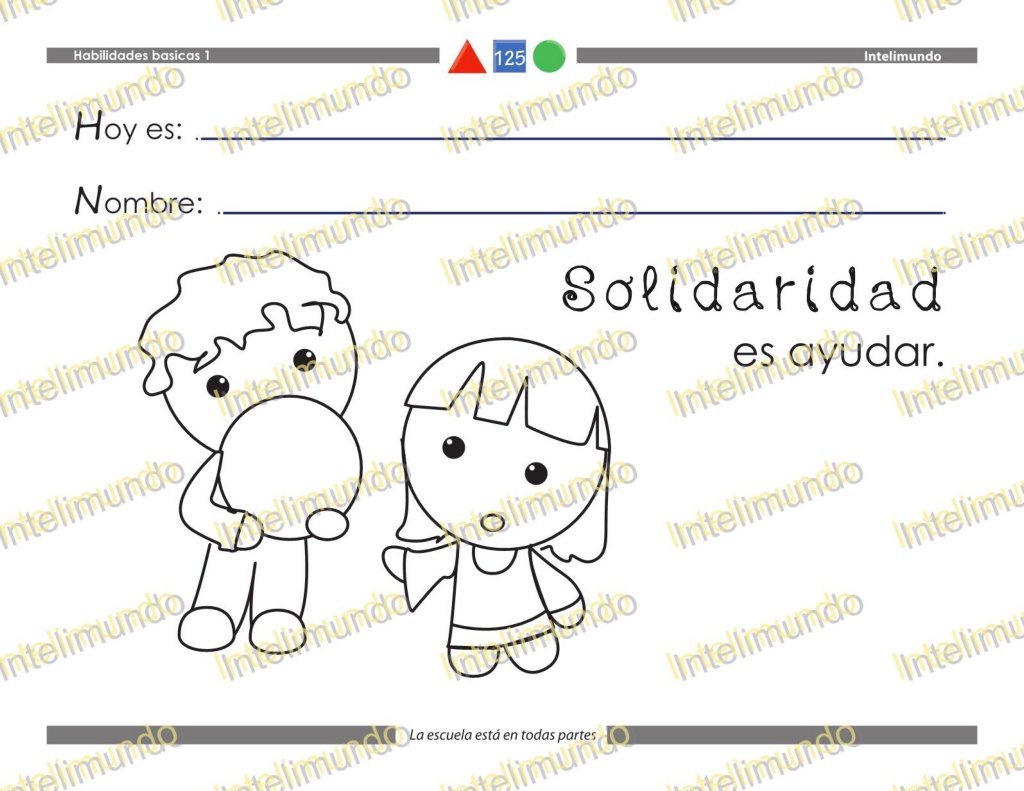 Habilidades basicas 1
125
Intelimundo
Hoy es:
Nombre:
Solidaridad
es ayudar.
La escuela está en todas partes
Intelimundo